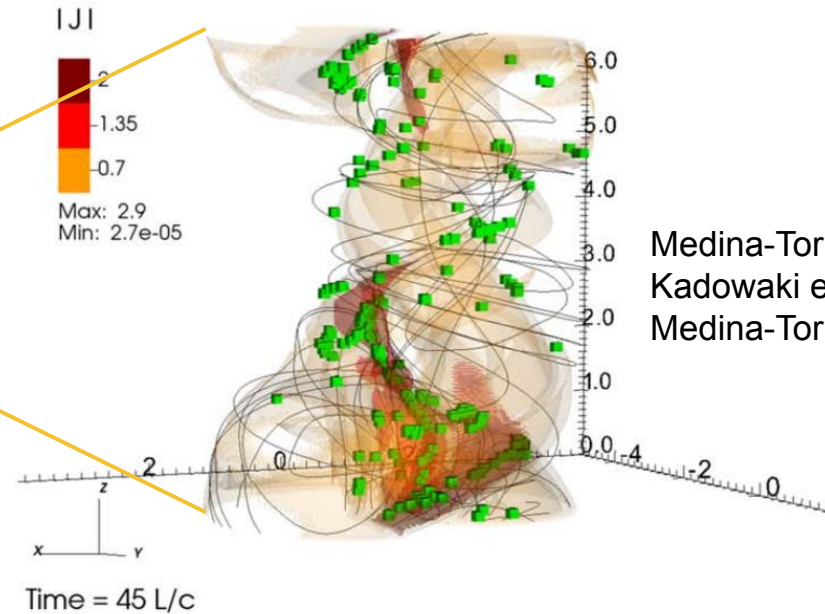 |J|
2
1.35
0.7
Max: 2.9
Min: 2.7e-05
6.0
5.0
4.0
3.0
2.0
1.0
0.0
2
0
-4
-2
0
z
x
Y
Time = 45 L/c
Medina-Tor
Kadowaki e
Medina-Tor